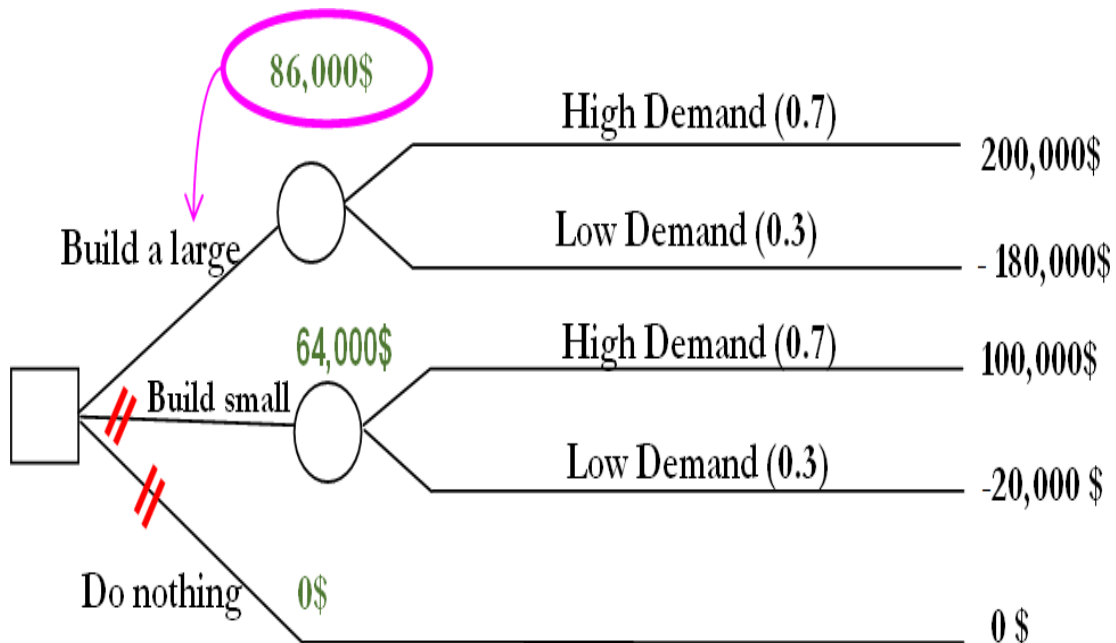 86,000$
High Demand (0.7)
200,000$
Build a large
Low Demand (0.3)
- 180,000$
64,000$
High Demand (0.7)
100,000$
Build small
Low Demand (0.3)
-20,000 $
Do nothing
0$
0 $